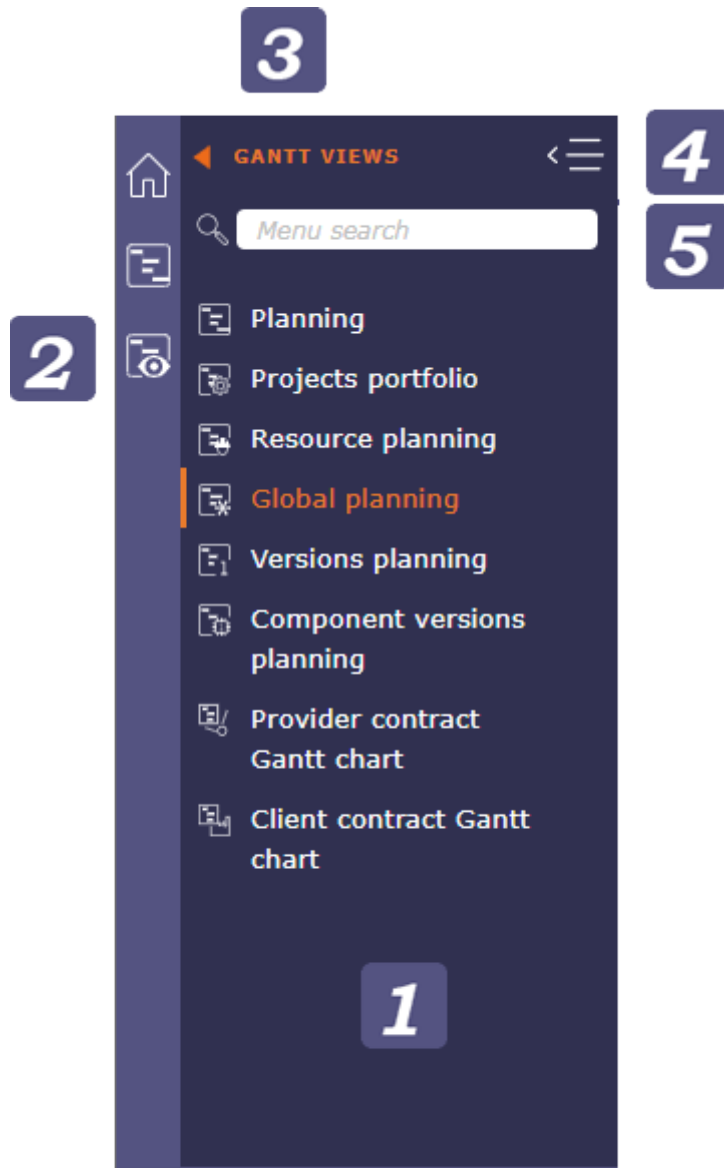 3
GANTT VIEWS
4
Menu search
5
2
Planning
Projects portfolio
Resource planning
Global planning
Versions planning
Component versions
planning
Provider contract
Gantt chart
Client contract Gantt
chart
1